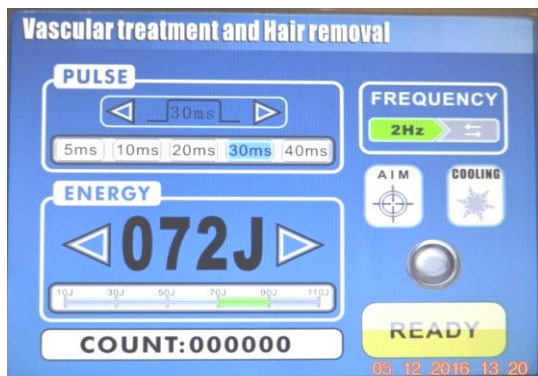 Vascular treatment and Hair removal
PULSE
30ms
5ms 10ms 20ms 30ms 40ms
FREQUENCY
2Hz
AIM COOLING
ENERGY
072J
10J 30J 50J 70J 90J 110J
COUNT:000000
READY
05. 12. 2016 13 20